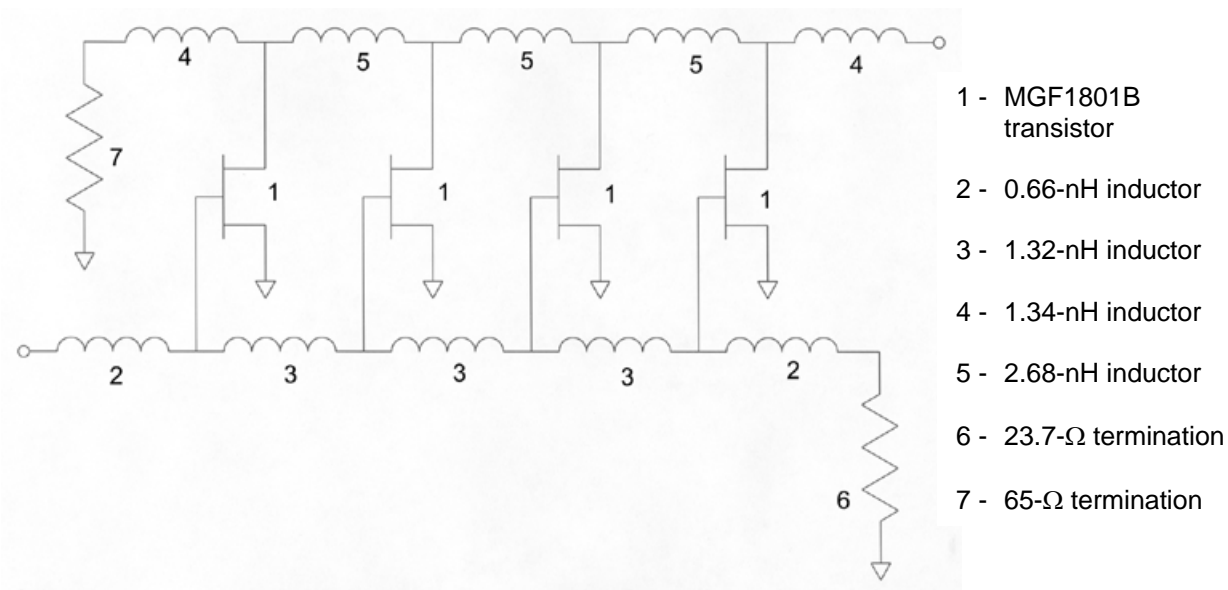 4
5
5
5
4
7
1
1
1
1
2
3
3
3
2
6
1 - MGF1801B
transistor
2 - 0.66-nH inductor
3 - 1.32-nH inductor
4 - 1.34-nH inductor
5 - 2.68-nH inductor
6 - 23.7-Ω termination
7 - 65-Ω termination